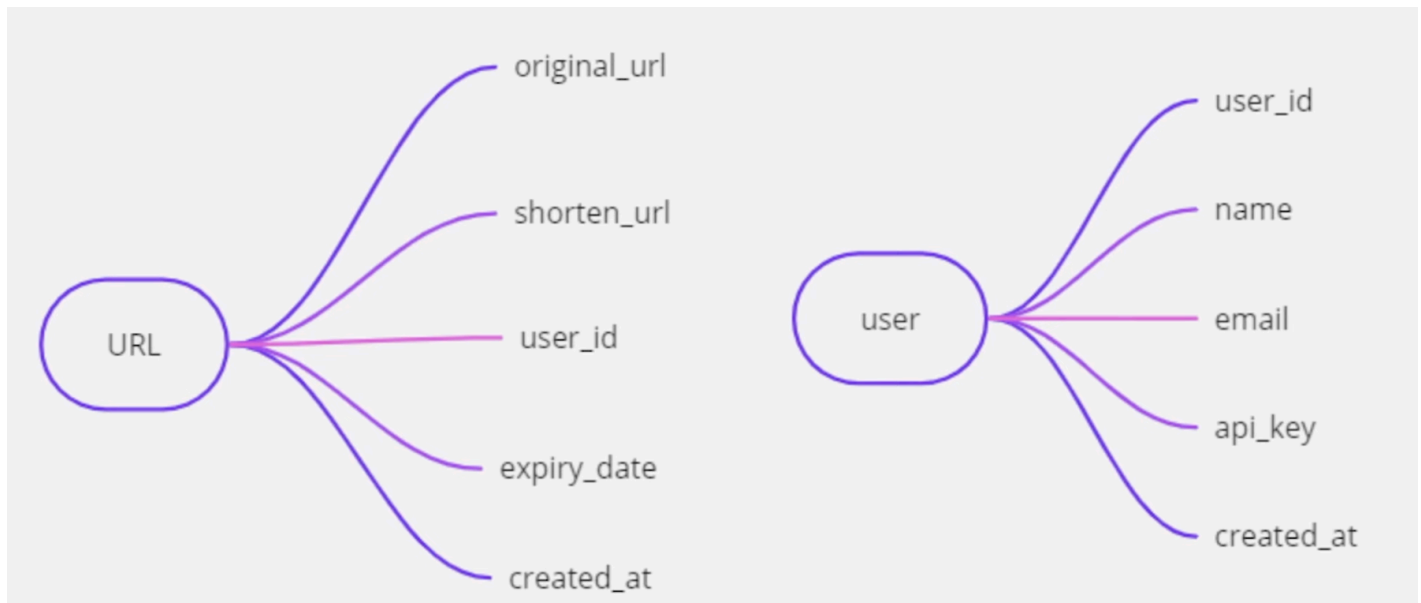 URL
original_url
shorten_url
user_id
expiry_date
created_at
user
user_id
name
email
api_key
created_at